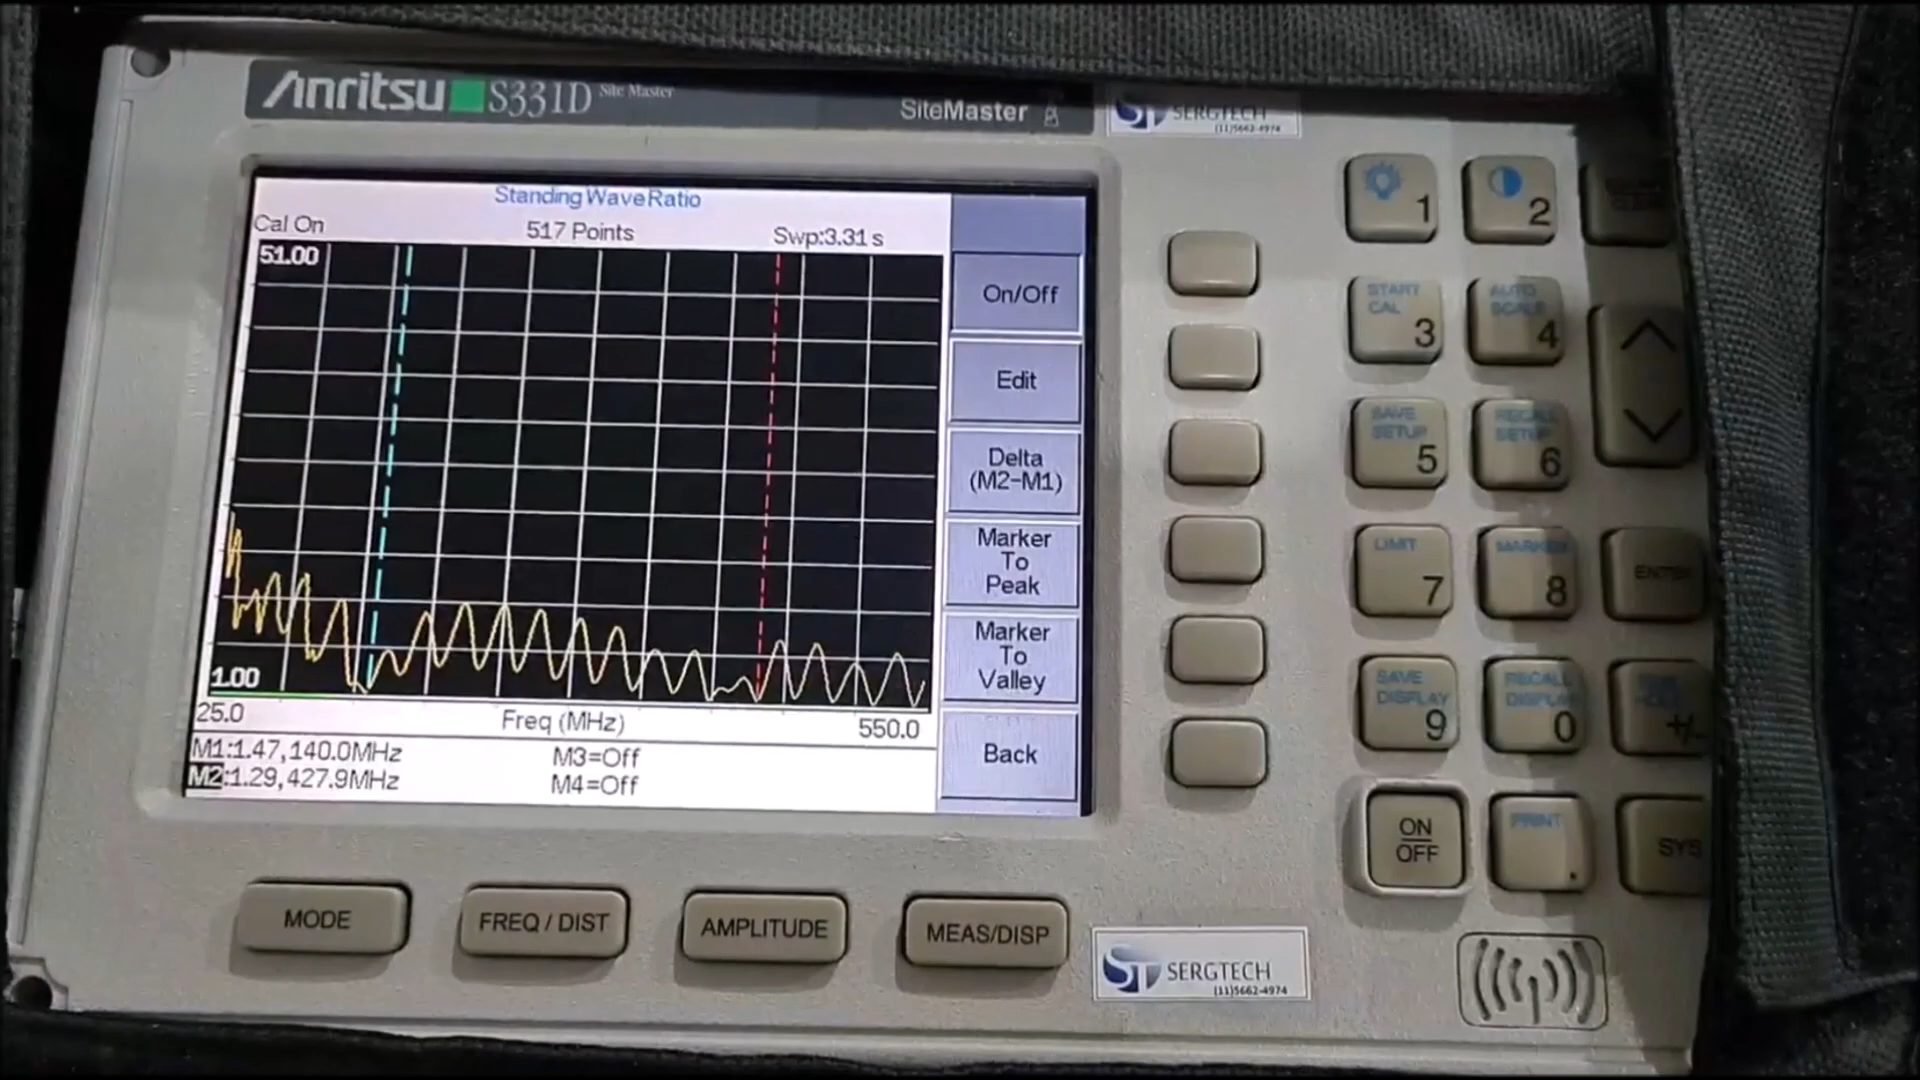 Anritsu S331D Site Master
SiteMaster
SERGTECH
(11)5662-4974
Standing Wave Ratio
Cal On
517 Points
Swp:3.31 s
51.00
1.00
25.0
Freq (MHz)
550.0
M1:1.47,140.0MHz
M3=Off
M2:1.29,427.9MHz
M4=Off
On/Off
Edit
Delta
(M2-M1)
Marker
To
Peak
Marker
To
Valley
Back
1
2
START
CAL
3
AUTO
SCALE
4
SAVE
SETUP
5
RECALL
SETUP
6
LIMIT
7
MARKER
8
ENTER
SAVE
DISPLAY
9
RECALL
DISPLAY
0
+/-
ON
OFF
PRINT
.
SYS
MODE
FREQ / DIST
AMPLITUDE
MEAS/DISP
ST SERGTECH
(11)5662-4974